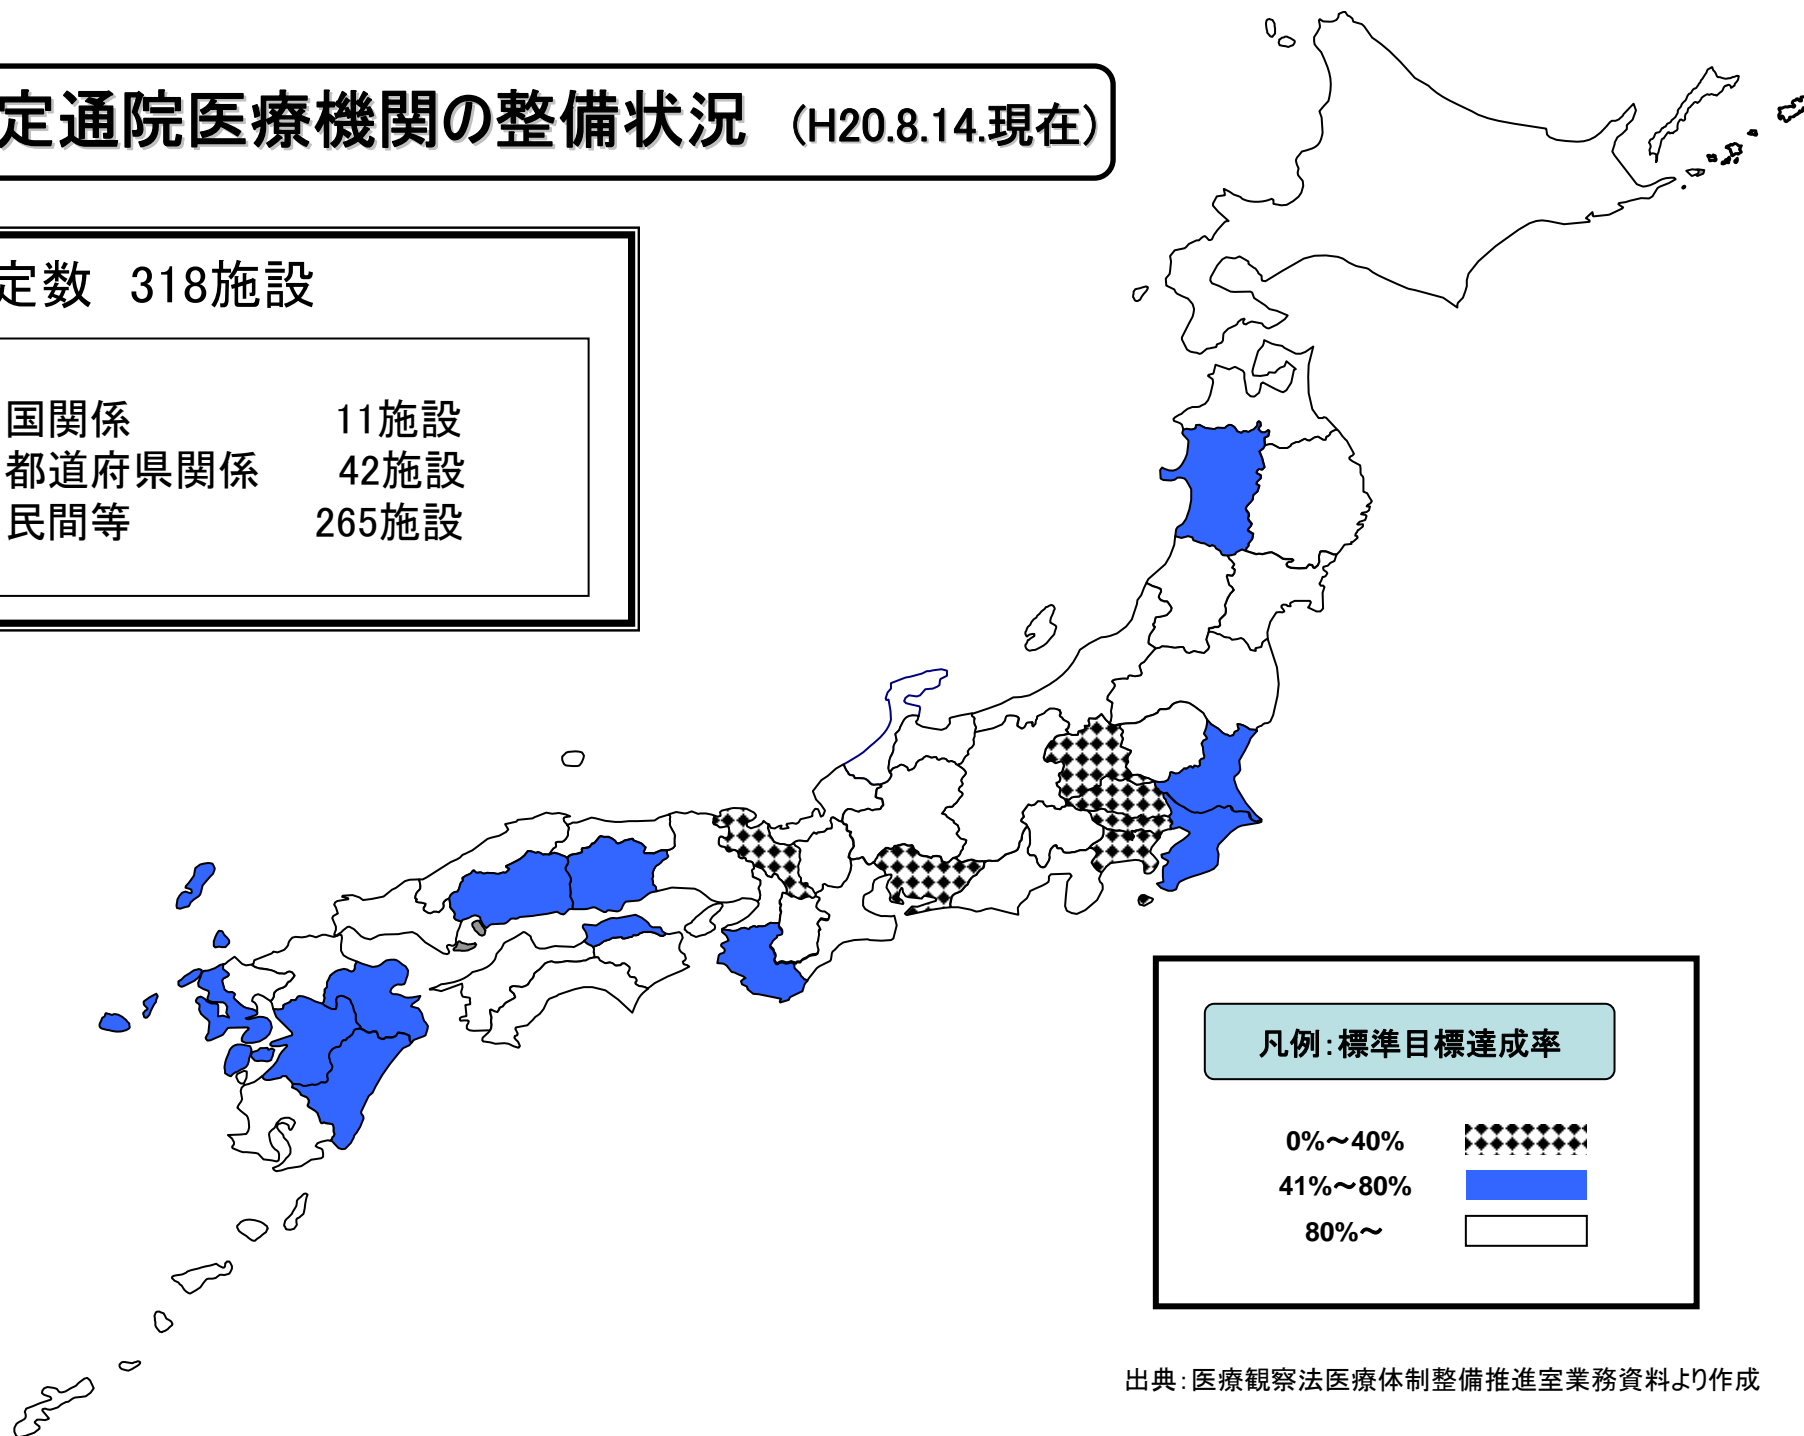 定通院医療機関の整備状況 (H20.8.14.現在)
定数 318施設
国関係 11施設
都道府県関係 42施設
民間等 265施設
凡例:標準目標達成率
0%~40%
41%~80%
80%~
出典:医療観察法医療体制整備推進室業務資料より作成